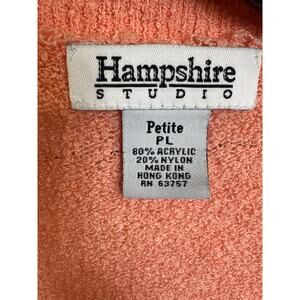 Hampshire
STUDIO
Petite
PL
80% ACRYLIC
20% NYLON
MADE IN
HONG KONG
RN 63757